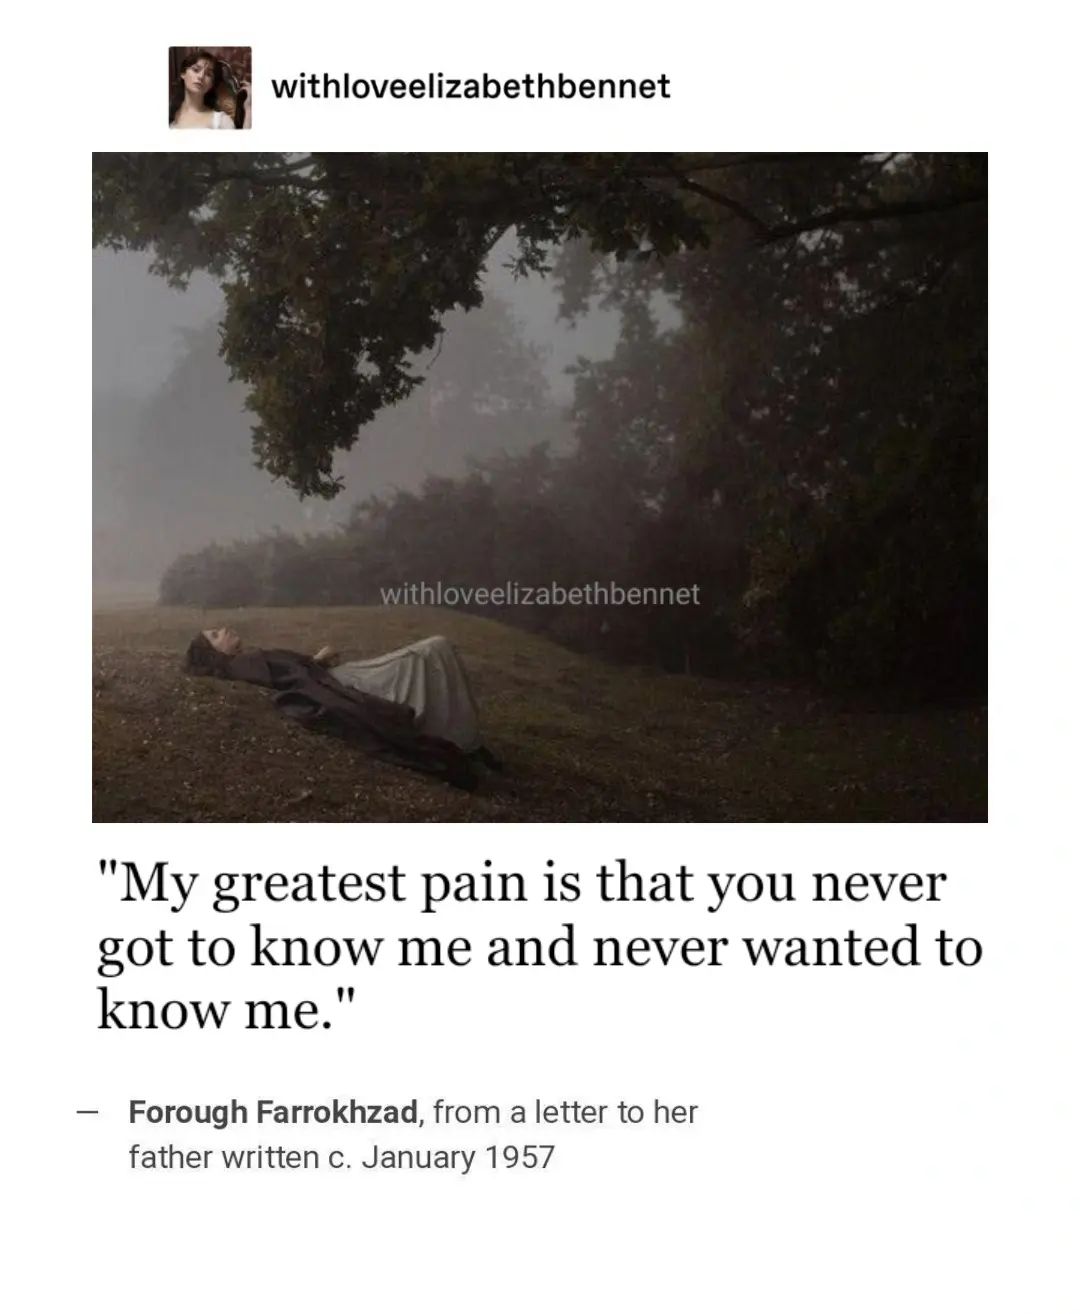 withloveelizabethbennet
withloveelizabethbennet
"My greatest pain is that you never
got to know me and never wanted to
know me."
— Forough Farrokhzad, from a letter to her
father written c. January 1957